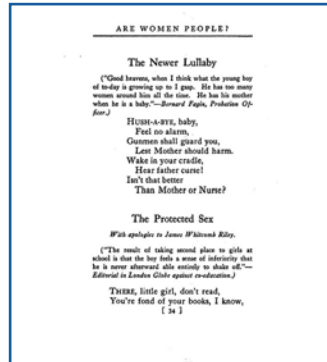 ARE WOMEN PEOPLE?
The Newer Lullaby
("Good heavens, when I think what the young boy
of to-day is growing up to I gasp. He has too many
women around him all the time. He has his mother
when he is a baby."—Bernard Fagin, Probation Of-
ficer.)
HUSH-A-BYE, baby,
Feel no alarm,
Gunmen shall guard you,
Lest Mother should harm.
Wake in your cradle,
Hear father curse!
Isn't that better
Than Mother or Nurse?
The Protected Sex
With apologies to James Whitcomb Riley.
("The result of taking second place to girls at
school is that the boy feels a sense of inferiority that
he is never afterward able entirely to shake off."—
Editorial in London Globe against co-education.)
THERE, little girl, don't read,
You're fond of your books, I know,
[ 34 ]